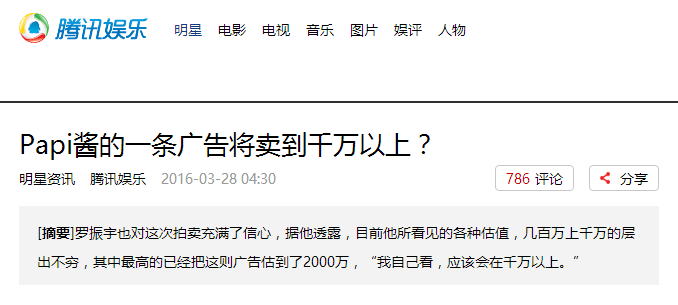 腾讯娱乐 明星 电影 电视 音乐 图片 娱评 人物
Papi酱的一条广告将卖到千万以上？
明星资讯 腾讯娱乐 2016-03-28 04:30 786 评论 分享
[摘要]罗振宇也对这次拍卖充满了信心，据他透露，目前他所看见的各种估值，几百万上千万的层
出不穷，其中最高的已经把这则广告估到了2000万，“我自己看，应该会在千万以上。”